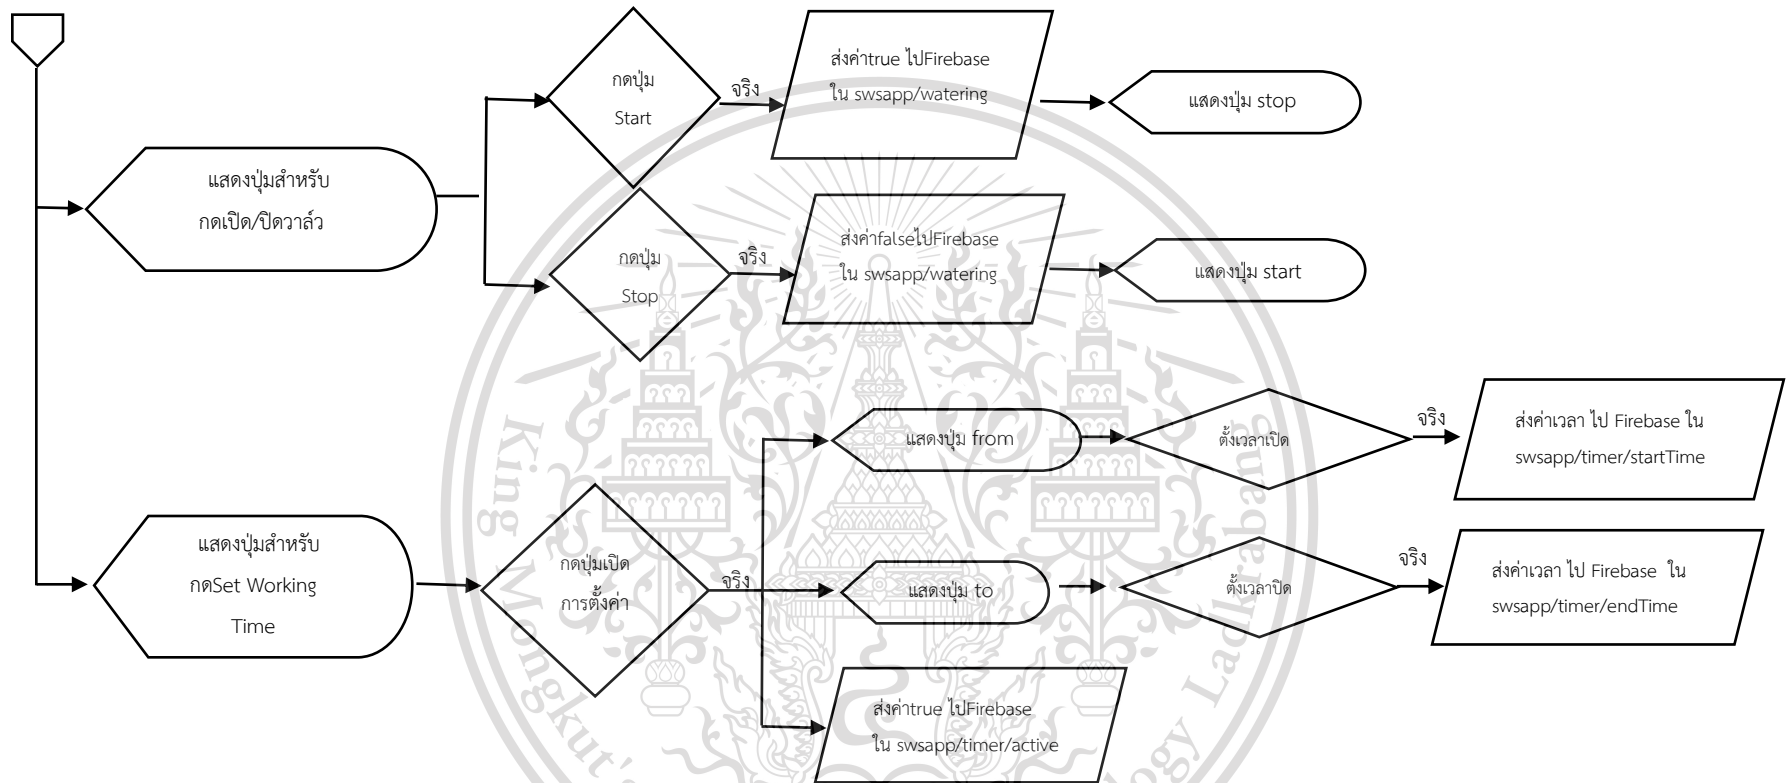 กดปุ่ม
Start
จริง
ส่งค่าtrue ไปFirebase
ใน swsapp/watering
แสดงปุ่ม stop
แสดงปุ่มสำหรับ
กดเปิด/ปิดวาล์ว
กดปุ่ม
Stop
จริง
ส่งค่าfalseไปFirebase
ใน swsapp/watering
แสดงปุ่ม start
แสดงปุ่ม from
ตั้งเวลาเปิด
จริง
ส่งค่าเวลา ไป Firebase ใน
swsapp/timer/startTime
แสดงปุ่มสำหรับ
กดSet Working
Time
กดปุ่มเปิด
การตั้งค่า
จริง
แสดงปุ่ม to
ตั้งเวลาปิด
จริง
ส่งค่าเวลา ไป Firebase ใน
swsapp/timer/endTime
ส่งค่าtrue ไปFirebase
ใน swsapp/timer/active
King Mongkut's
ology Ladkrabang